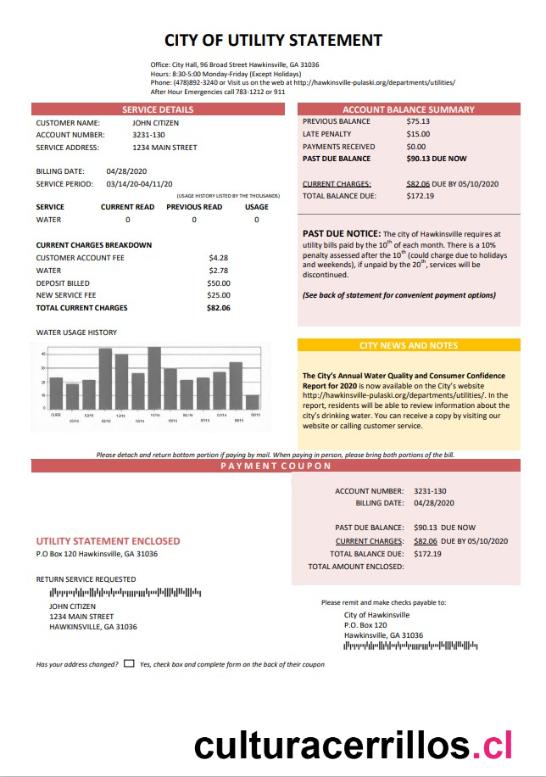 CITY OF UTILITY STATEMENT
Office: City Hall, 96 Broad Street Hawkinsville, GA 31036
Hours: 8:30-5:00 Monday-Friday (Except Holidays)
Phone: (478)892-3240 or Visit us on the web at http://hawkinsville-pulaski.org/departments/utilities/
After Hour Emergencies call 783-1212 or 911
SERVICE DETAILS
CUSTOMER NAME: JOHN CITIZEN
ACCOUNT NUMBER: 3231-130
SERVICE ADDRESS: 1234 MAIN STREET
BILLING DATE: 04/28/2020
SERVICE PERIOD: 03/14/20-04/11/20
(USAGE HISTORY LISTED BY THE THOUSANDS)
SERVICE CURRENT READ PREVIOUS READ USAGE
WATER 0 0 0
CURRENT CHARGES BREAKDOWN
CUSTOMER ACCOUNT FEE $4.28
WATER $2.78
DEPOSIT BILLED $50.00
NEW SERVICE FEE $25.00
TOTAL CURRENT CHARGES $82.06
WATER USAGE HISTORY
ACCOUNT BALANCE SUMMARY
PREVIOUS BALANCE $75.13
LATE PENALTY $15.00
PAYMENTS RECEIVED $0.00
PAST DUE BALANCE $90.13 DUE NOW
CURRENT CHARGES: $82.06 DUE BY 05/10/2020
TOTAL BALANCE DUE: $172.19
PAST DUE NOTICE: The city of Hawkinsville requires at
utility bills paid by the 10th of each month. There is a 10%
penalty assessed after the 10th (could charge due to holidays
and weekends), if unpaid by the 20th, services will be
discontinued.
(See back of statement for convenient payment options)
CITY NEWS AND NOTES
The City's Annual Water Quality and Consumer Confidence
Report for 2020 is now available on the City's website
http://hawkinsville-pulaski.org/departments/utilities/. In the
report, residents will be able to review information about the
city's drinking water. You can receive a copy by visiting our
website or calling customer service.
Please detach and return bottom portion if paying by mail. When paying in person, please bring both portions of the bill.
PAYMENT COUPON
ACCOUNT NUMBER: 3231-130
BILLING DATE: 04/28/2020
PAST DUE BALANCE: $90.13 DUE NOW
CURRENT CHARGES: $82.06 DUE BY 05/10/2020
TOTAL BALANCE DUE: $172.19
TOTAL AMOUNT ENCLOSED:
UTILITY STATEMENT ENCLOSED
P.O Box 120 Hawkinsville, GA 31036
RETURN SERVICE REQUESTED
JOHN CITIZEN
1234 MAIN STREET
HAWKINSVILLE, GA 31036
Please remit and make checks payable to:
City of Hawkinsville
P.O. Box 120
Hawkinsville, GA 31036
Has your address changed? Yes, check box and complete form on the back of their coupon
culturacerrillos.cl